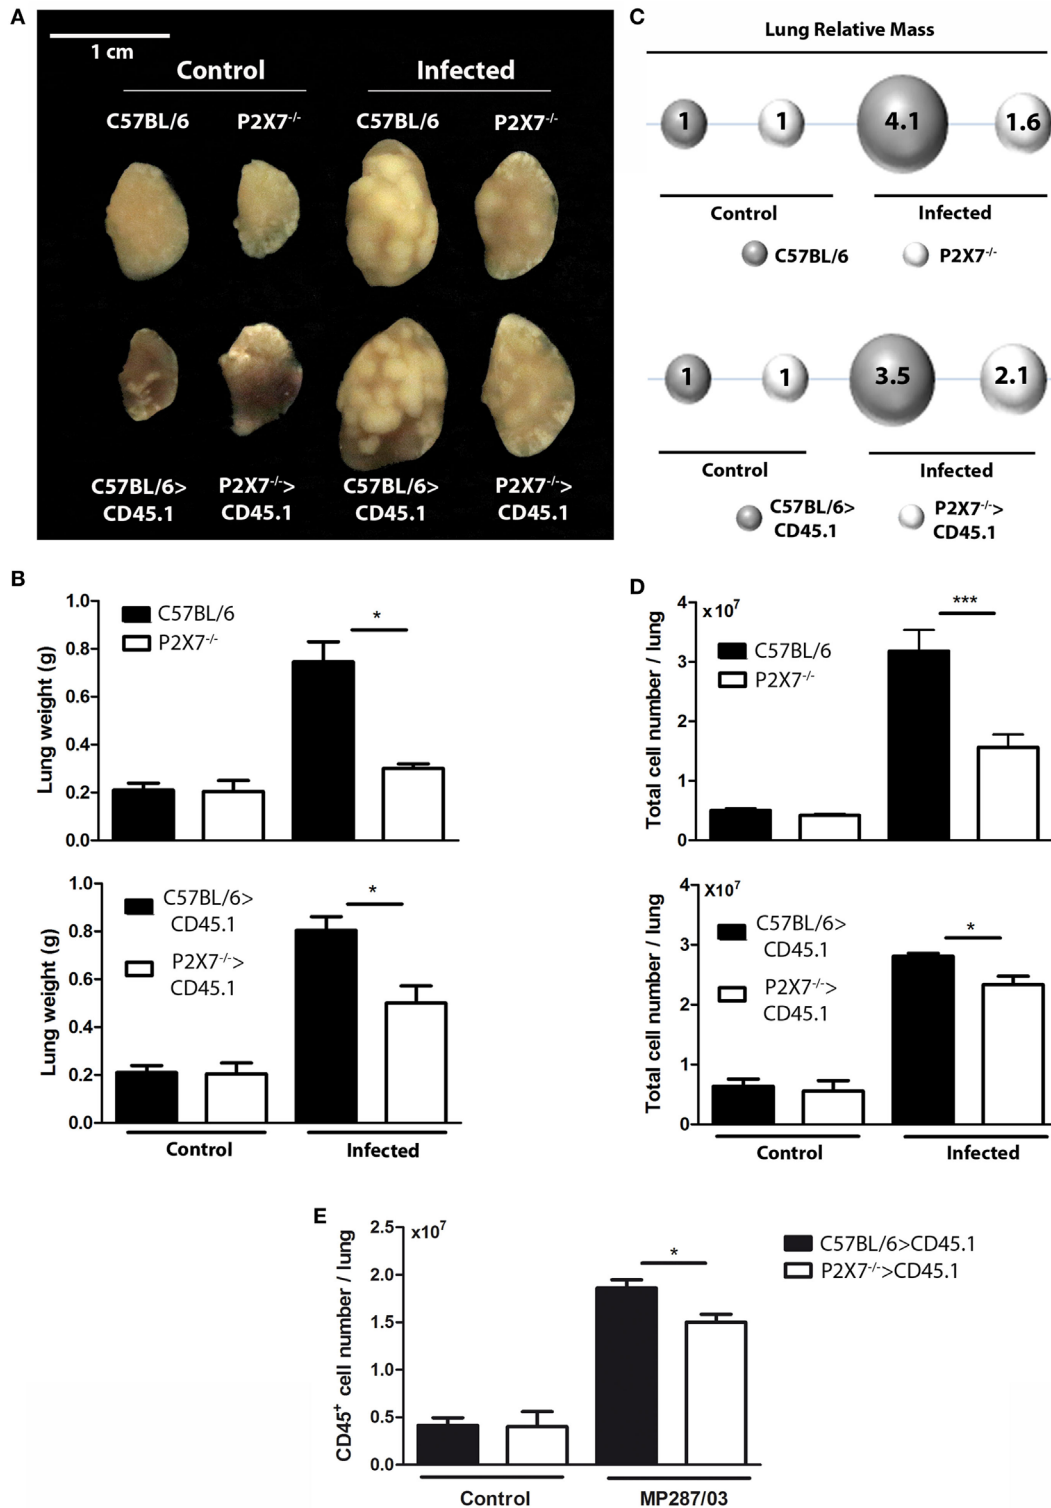 A
1 cm
Control
Infected
C57BL/6
P2X7-/-
C57BL/6
P2X7-/-
C57BL/6>
CD45.1
P2X7-/->
CD45.1
C57BL/6>
CD45.1
P2X7-/->
CD45.1
C
Lung Relative Mass
1
1
4.1
1.6
Control
Infected
C57BL/6
P2X7-/-
1
1
3.5
2.1
Control
Infected
C57BL/6>
CD45.1
P2X7-/->
CD45.1
B
Lung weight (g)
1.0
0.8
0.6
0.4
0.2
0.0
C57BL/6
P2X7-/-
*
Lung weight (g)
1.0
0.8
0.6
0.4
0.2
0.0
C57BL/6>
CD45.1
P2X7-/->
CD45.1
*
Control
Infected
D
Total cell number / lung
4
3
2
1
0
x10⁷
C57BL/6
P2X7-/-
***
Total cell number / lung
4
3
2
1
0
X10⁷
C57BL/6>
CD45.1
P2X7-/->
CD45.1
*
Control
Infected
E
CD45⁺ cell number / lung
2.5
2.0
1.5
1.0
0.5
0.0
x10⁷
*
C57BL/6>CD45.1
P2X7-/->CD45.1
Control
MP287/03